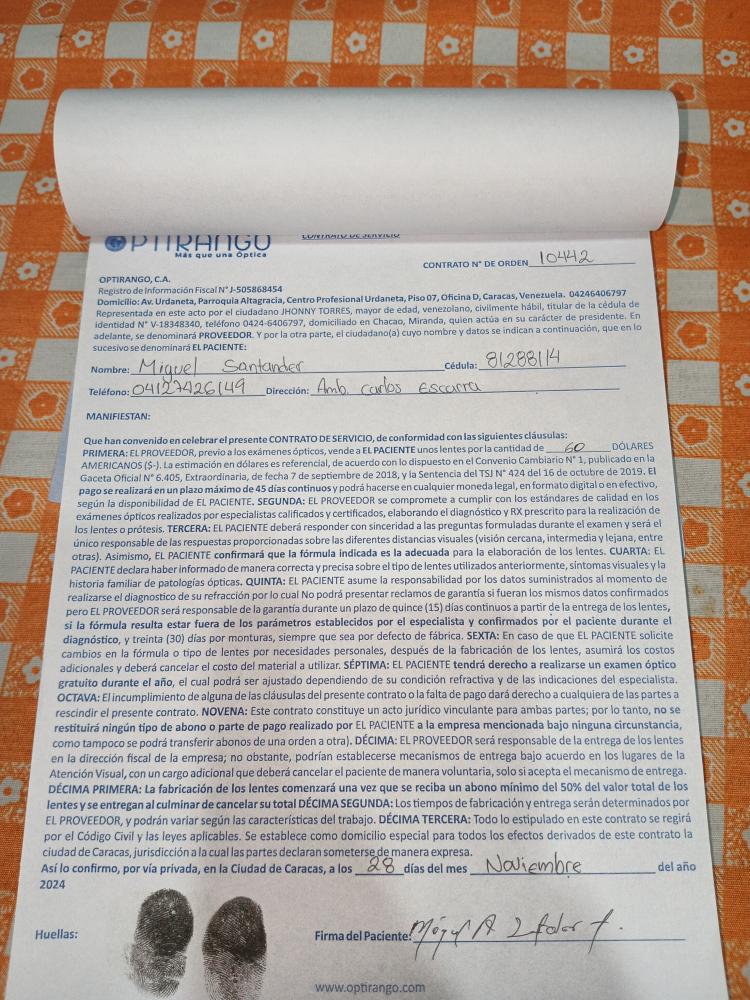 OPTIRANGO
CONTRATO DE SERVICIO
Más que una Óptica
CONTRATO N° DE ORDEN 10442
OPTIRANGO, C.A.
Registro de Información Fiscal N° J-505868454
Domicilio: Av. Urdaneta, Parroquia Altagracia, Centro Profesional Urdaneta, Piso 07, Oficina D, Caracas, Venezuela. 04246406797
Representada en este acto por el ciudadano JHONNY TORRES, mayor de edad, venezolano, civilmente hábil, titular de la cédula de
identidad N° V-18348340, teléfono 0424-6406797, domiciliado en Chacao, Miranda, quien actúa en su carácter de presidente. En
adelante, se denominará PROVEEDOR. Y por la otra parte, el ciudadano(a) cuyo nombre y datos se indican a continuación, que en lo
sucesivo se denominará EL PACIENTE:
Nombre: Miguel Santander Cédula: 81288114
Teléfono: 04127426149 Dirección: Amb. Carlos Escarra
MANIFIESTAN:
Que han convenido en celebrar el presente CONTRATO DE SERVICIO, de conformidad con las siguientes cláusulas:
PRIMERA: EL PROVEEDOR, previo a los exámenes ópticos, vende a EL PACIENTE unos lentes por la cantidad de 60 DÓLARES
AMERICANOS ($-). La estimación en dólares es referencial, de acuerdo con lo dispuesto en el Convenio Cambiario N° 1, publicado en la
Gaceta Oficial N° 6.405, Extraordinaria, de fecha 7 de septiembre de 2018, y la Sentencia del TSJ N° 424 del 16 de octubre de 2019. El
pago se realizará en un plazo máximo de 45 días continuos y podrá hacerse en cualquier moneda legal, en formato digital o en efectivo,
según la disponibilidad de EL PACIENTE. SEGUNDA: EL PROVEEDOR se compromete a cumplir con los estándares de calidad en los
exámenes ópticos realizados por especialistas calificados y certificados, elaborando el diagnóstico y RX prescrito para la realización de
los lentes o prótesis. TERCERA: EL PACIENTE deberá responder con sinceridad a las preguntas formuladas durante el examen y será el
único responsable de las respuestas proporcionadas sobre las diferentes distancias visuales (visión cercana, intermedia y lejana, entre
otras). Asimismo, EL PACIENTE confirmará que la fórmula indicada es la adecuada para la elaboración de los lentes. CUARTA: EL
PACIENTE declara haber informado de manera correcta y precisa sobre el tipo de lentes utilizados anteriormente, síntomas visuales y la
historia familiar de patologías ópticas. QUINTA: EL PACIENTE asume la responsabilidad por los datos suministrados al momento de
realizarse el diagnóstico de su refracción por lo cual No podrá presentar reclamos de garantía si fueran los mismos datos confirmados
pero EL PROVEEDOR será responsable de la garantía durante un plazo de quince (15) días continuos a partir de la entrega de los lentes,
si la fórmula resulta estar fuera de los parámetros establecidos por el especialista y confirmados por el paciente durante el
diagnóstico, y treinta (30) días por monturas, siempre que sea por defecto de fábrica. SEXTA: En caso de que EL PACIENTE solicite
cambios en la fórmula o tipo de lentes por necesidades personales, después de la fabricación de los lentes, asumirá los costos
adicionales y deberá cancelar el costo del material a utilizar. SÉPTIMA: EL PACIENTE tendrá derecho a realizarse un examen óptico
gratuito durante el año, el cual podrá ser ajustado dependiendo de su condición refractiva y de las indicaciones del especialista.
OCTAVA: El incumplimiento de alguna de las cláusulas del presente contrato o la falta de pago dará derecho a cualquiera de las partes a
rescindir el presente contrato. NOVENA: Este contrato constituye un acto jurídico vinculante para ambas partes; por lo tanto, no se
restituirá ningún tipo de abono o parte de pago realizado por EL PACIENTE a la empresa mencionada bajo ninguna circunstancia,
como tampoco se podrá transferir abonos de una orden a otra). DÉCIMA: EL PROVEEDOR será responsable de la entrega de los lentes
en la dirección fiscal de la empresa; no obstante, podrían establecerse mecanismos de entrega bajo acuerdo en los lugares de la
Atención Visual, con un cargo adicional que deberá cancelar el paciente de manera voluntaria, solo si acepta el mecanismo de entrega.
DÉCIMA PRIMERA: La fabricación de los lentes comenzará una vez que se reciba un abono mínimo del 50% del valor total de los
lentes y se entregan al culminar de cancelar su total DÉCIMA SEGUNDA: Los tiempos de fabricación y entrega serán determinados por
EL PROVEEDOR, y podrán variar según las características del trabajo. DÉCIMA TERCERA: Todo lo estipulado en este contrato se regirá
por el Código Civil y las leyes aplicables. Se establece como domicilio especial para todos los efectos derivados de este contrato la
ciudad de Caracas, jurisdicción a la cual las partes declaran someterse de manera expresa.
Así lo confirmo, por vía privada, en la Ciudad de Caracas, a los 28 días del mes Noviembre del año
2024
Huellas: Firma del Paciente:
www.optirango.com